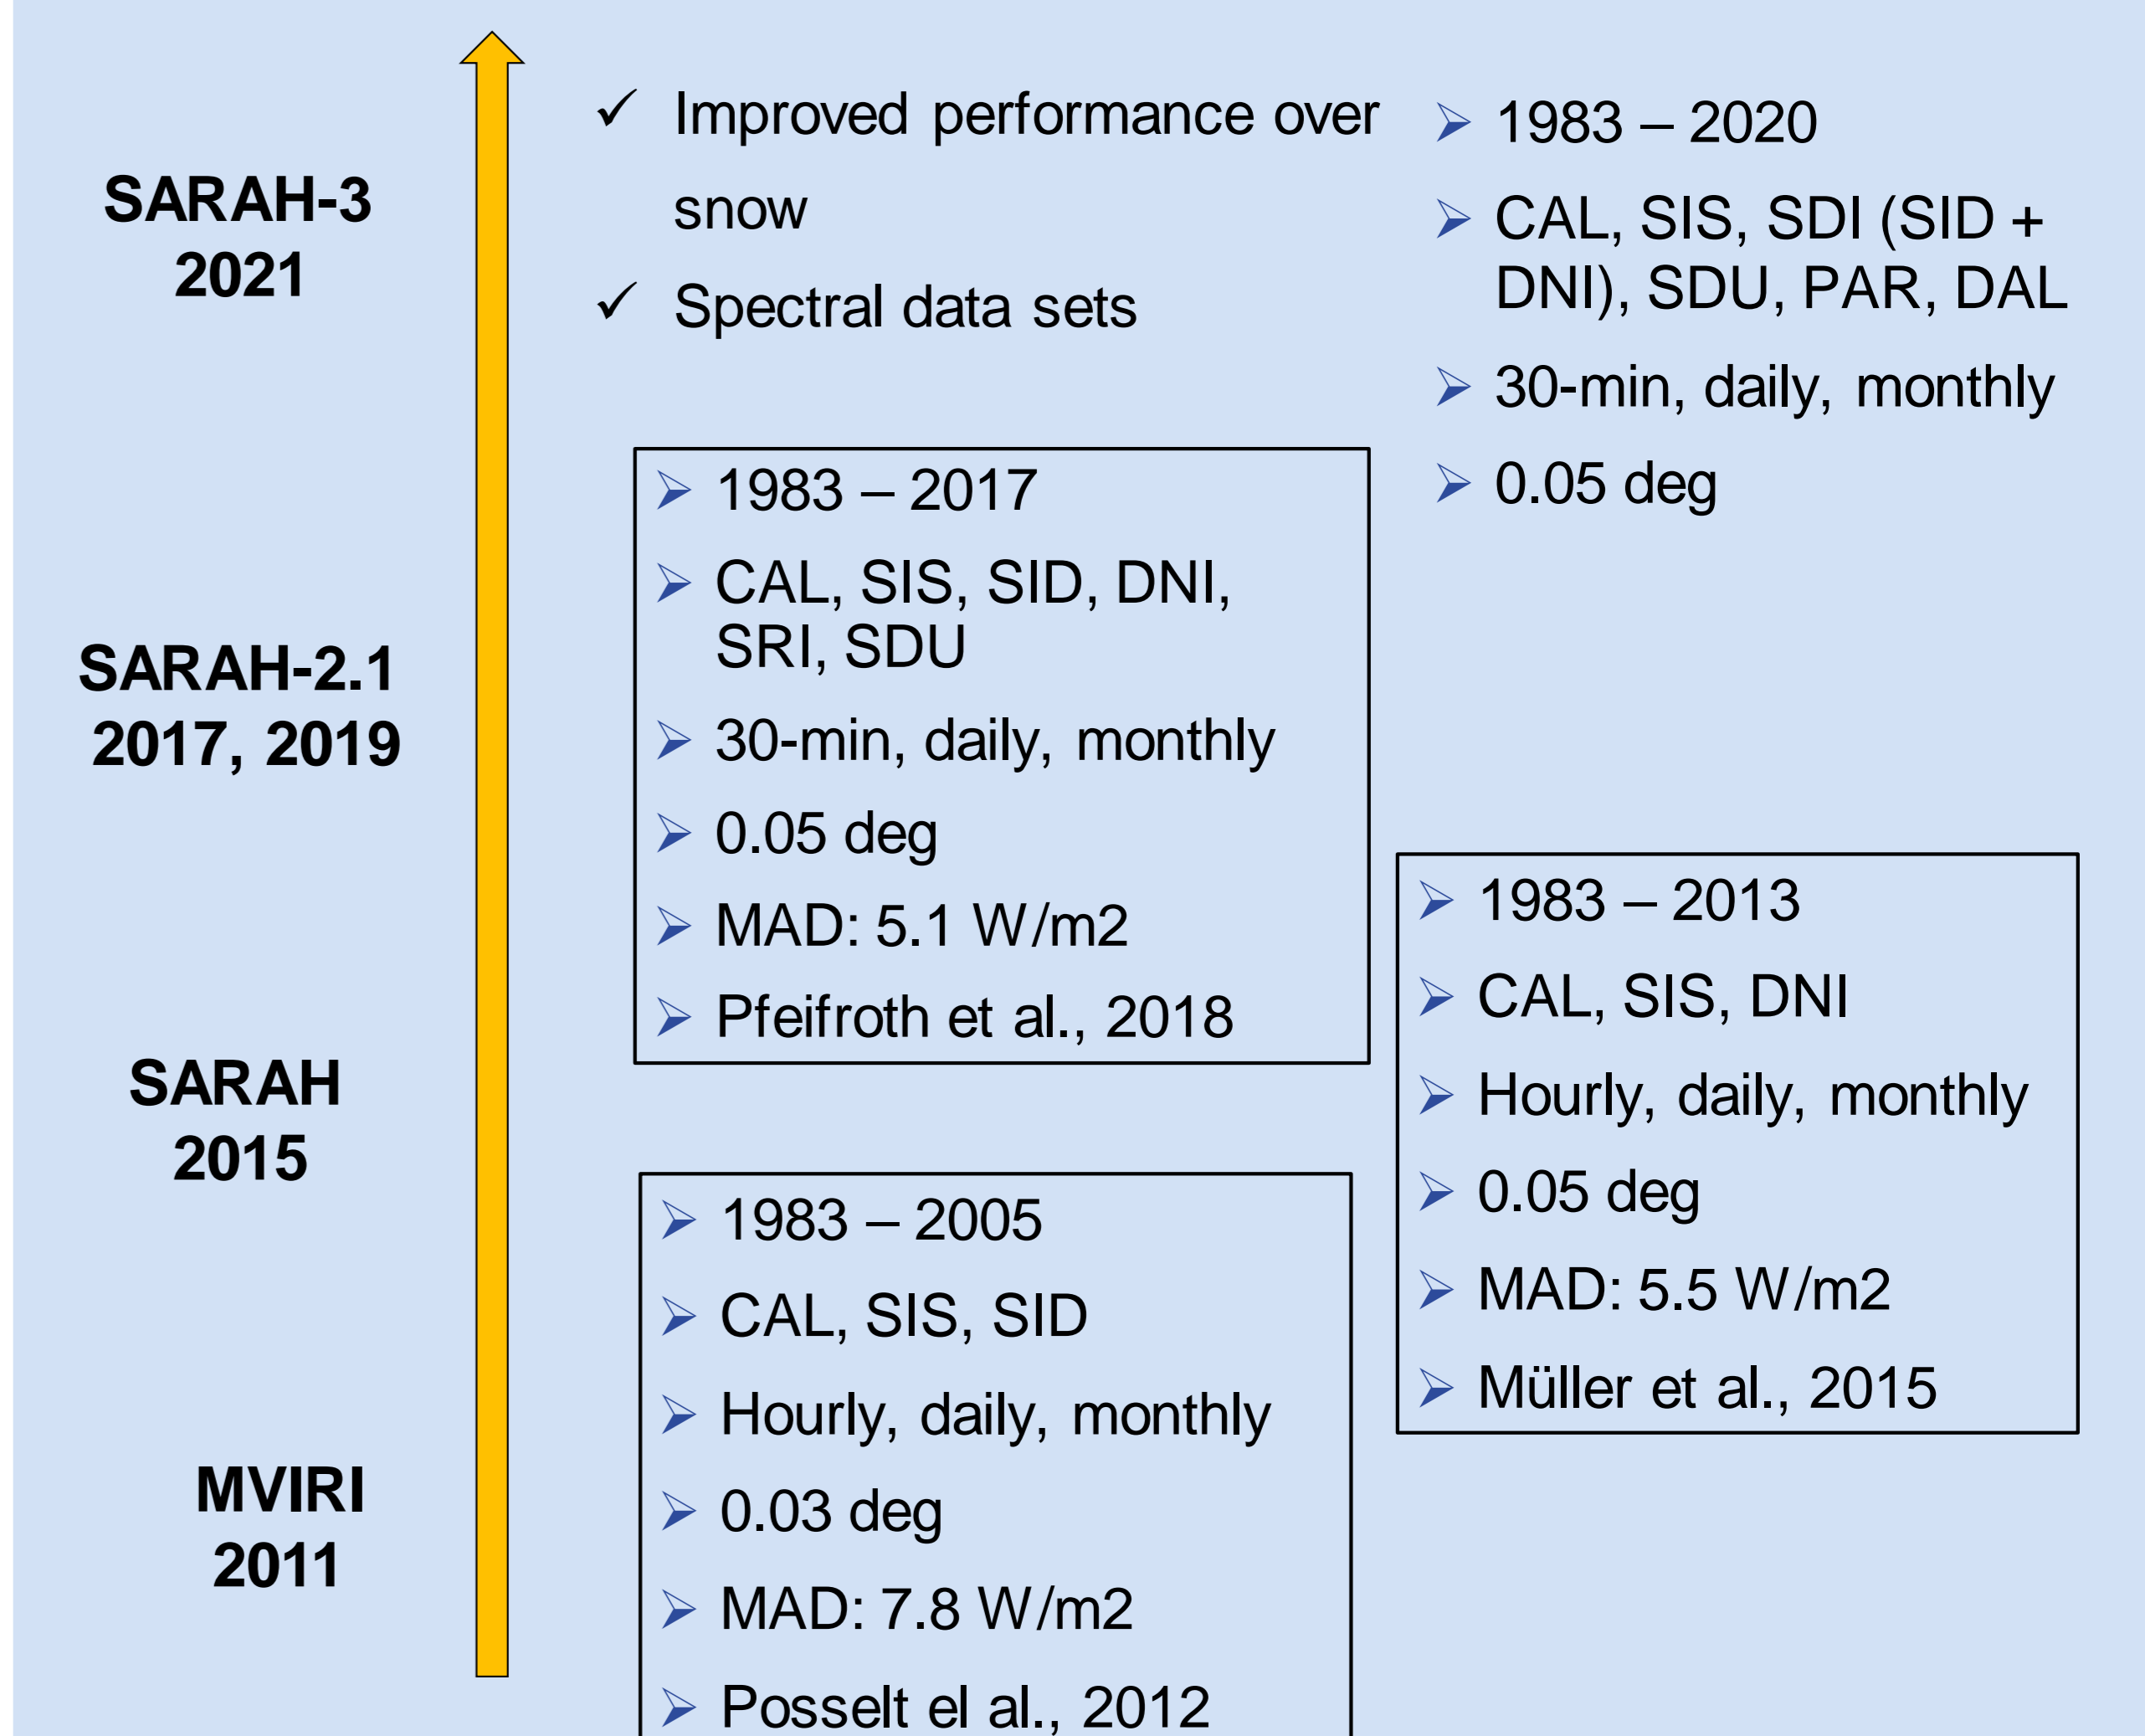 SARAH-3
2021
✓ Improved performance over
snow
✓ Spectral data sets
➢ 1983 – 2020
➢ CAL, SIS, SDI (SID +
DNI), SDU, PAR, DAL
➢ 30-min, daily, monthly
➢ 0.05 deg
SARAH-2.1
2017, 2019
➢ 1983 – 2017
➢ CAL, SIS, SID, DNI,
SRI, SDU
➢ 30-min, daily, monthly
➢ 0.05 deg
➢ MAD: 5.1 W/m2
➢ Pfeifroth et al., 2018
SARAH
2015
➢ 1983 – 2013
➢ CAL, SIS, DNI
➢ Hourly, daily, monthly
➢ 0.05 deg
➢ MAD: 5.5 W/m2
➢ Müller et al., 2015
MVIRI
2011
➢ 1983 – 2005
➢ CAL, SIS, SID
➢ Hourly, daily, monthly
➢ 0.03 deg
➢ MAD: 7.8 W/m2
➢ Posselt el al., 2012